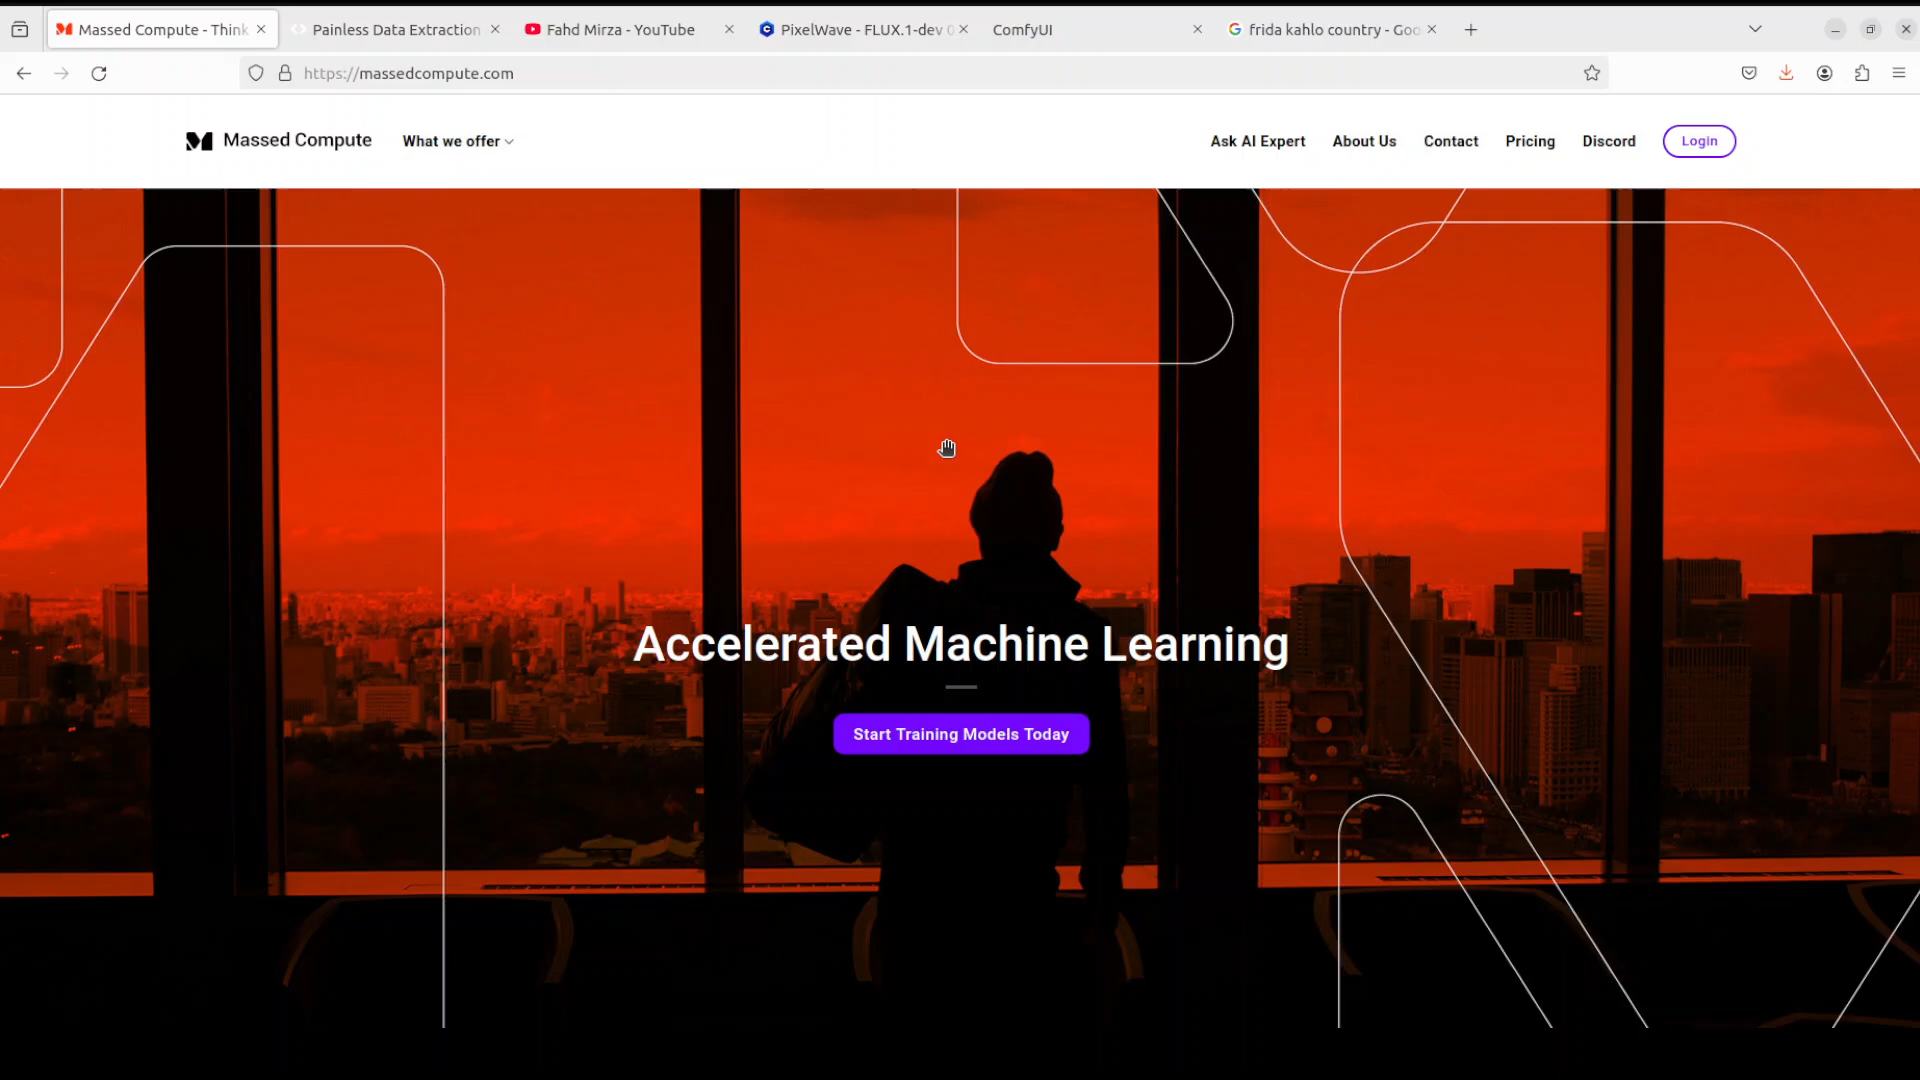 Massed Compute - Think
Painless Data Extraction
Fahd Mirza - YouTube
PixelWave - FLUX.1-dev 0
ComfyUI
frida kahlo country - Goo
https://massedcompute.com
Massed Compute
What we offer
Ask AI Expert
About Us
Contact
Pricing
Discord
Login
Accelerated Machine Learning
Start Training Models Today